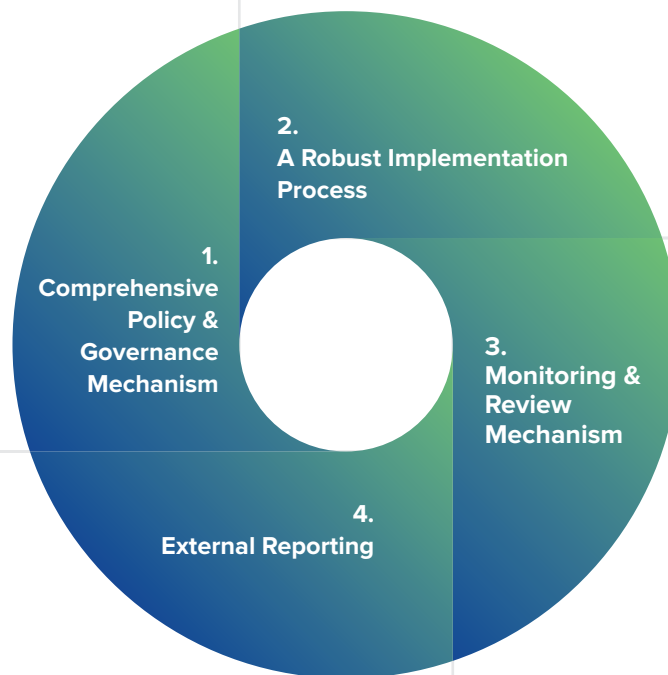 1.
Comprehensive
Policy &
Governance
Mechanism
2.
A Robust Implementation
Process
3.
Monitoring &
Review
Mechanism
4.
External Reporting